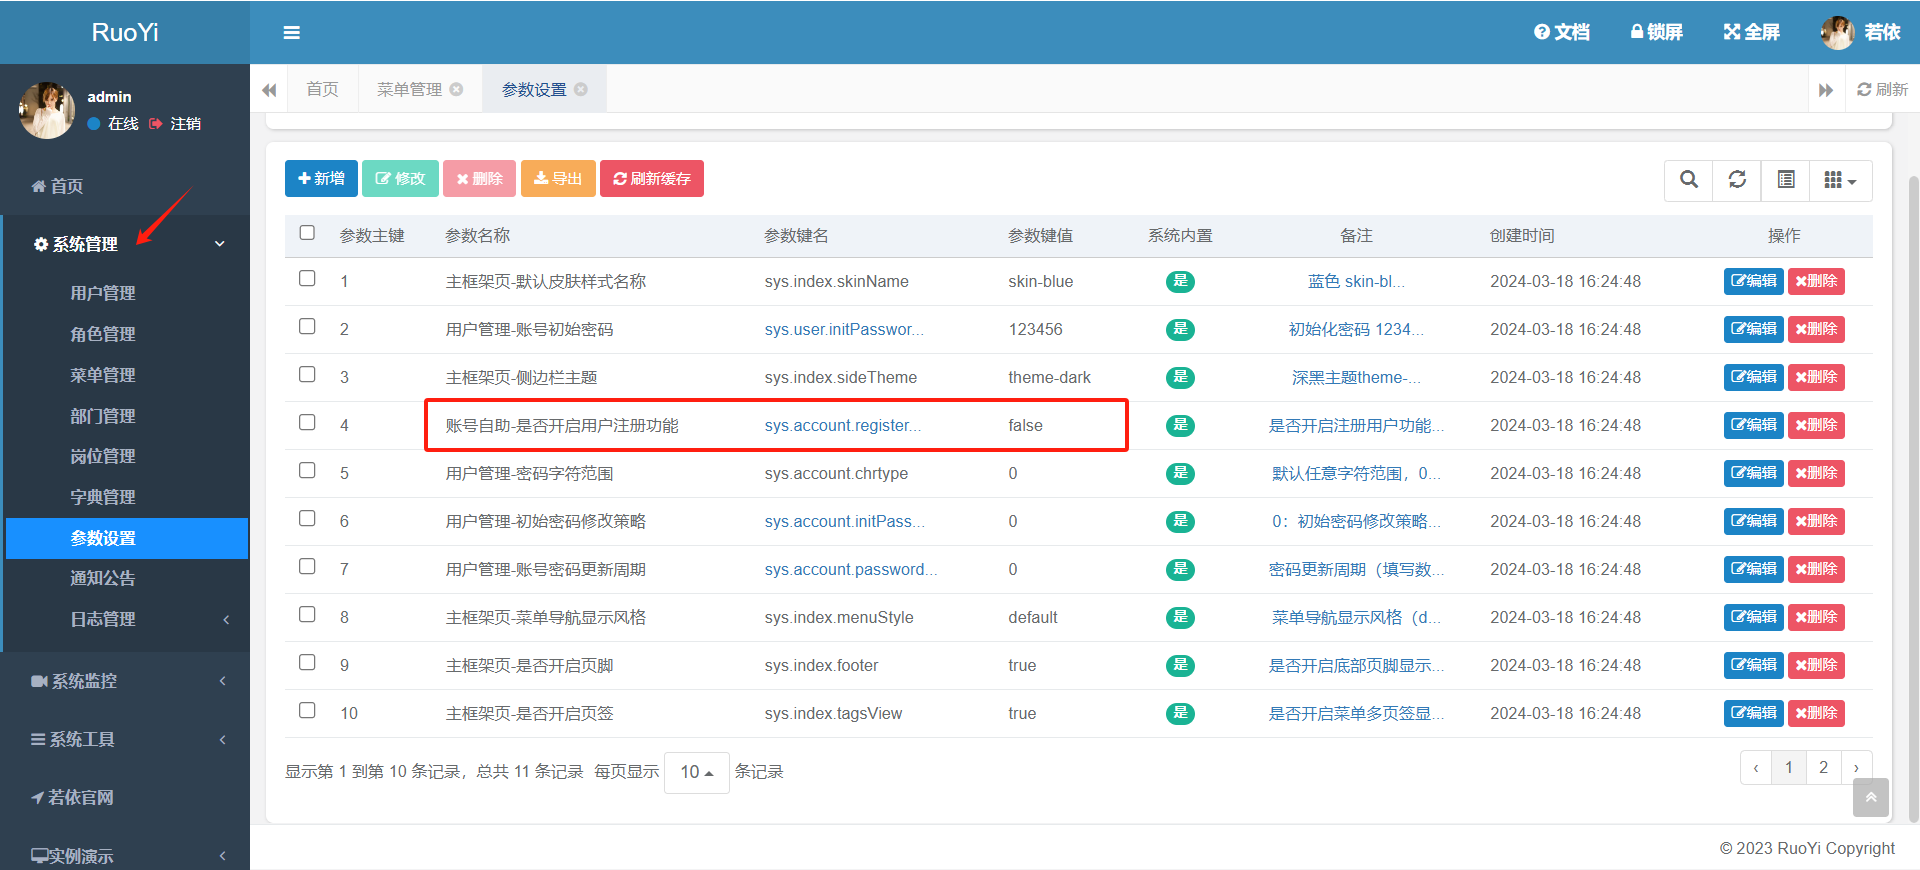 RuoYi
文档 锁屏 全屏 若依
admin
在线 注销
首页 菜单管理 参数设置 刷新
首页
系统管理
用户管理
角色管理
菜单管理
部门管理
岗位管理
字典管理
参数设置
通知公告
日志管理
系统监控
系统工具
若依官网
实例演示
新增 修改 删除 导出 刷新缓存
参数主键 参数名称 参数键名 参数键值 系统内置 备注 创建时间 操作
1 主框架页-默认皮肤样式名称 sys.index.skinName skin-blue 是 蓝色 skin-bl... 2024-03-18 16:24:48 编辑 删除
2 用户管理-账号初始密码 sys.user.initPasswor... 123456 是 初始化密码 1234... 2024-03-18 16:24:48 编辑 删除
3 主框架页-侧边栏主题 sys.index.sideTheme theme-dark 是 深黑主题theme-... 2024-03-18 16:24:48 编辑 删除
4 账号自助-是否开启用户注册功能 sys.account.register... false 是 是否开启注册用户功能... 2024-03-18 16:24:48 编辑 删除
5 用户管理-密码字符范围 sys.account.chrtype 0 是 默认任意字符范围，0... 2024-03-18 16:24:48 编辑 删除
6 用户管理-初始密码修改策略 sys.account.initPass... 0 是 0：初始密码修改策略... 2024-03-18 16:24:48 编辑 删除
7 用户管理-账号密码更新周期 sys.account.password... 0 是 密码更新周期（填写数... 2024-03-18 16:24:48 编辑 删除
8 主框架页-菜单导航显示风格 sys.index.menuStyle default 是 菜单导航显示风格（d... 2024-03-18 16:24:48 编辑 删除
9 主框架页-是否开启页脚 sys.index.footer true 是 是否开启底部页脚显示... 2024-03-18 16:24:48 编辑 删除
10 主框架页-是否开启页签 sys.index.tagsView true 是 是否开启菜单多页签显... 2024-03-18 16:24:48 编辑 删除
显示第 1 到第 10 条记录，总共 11 条记录 每页显示 10 条记录
‹ 1 2 ›
© 2023 RuoYi Copyright